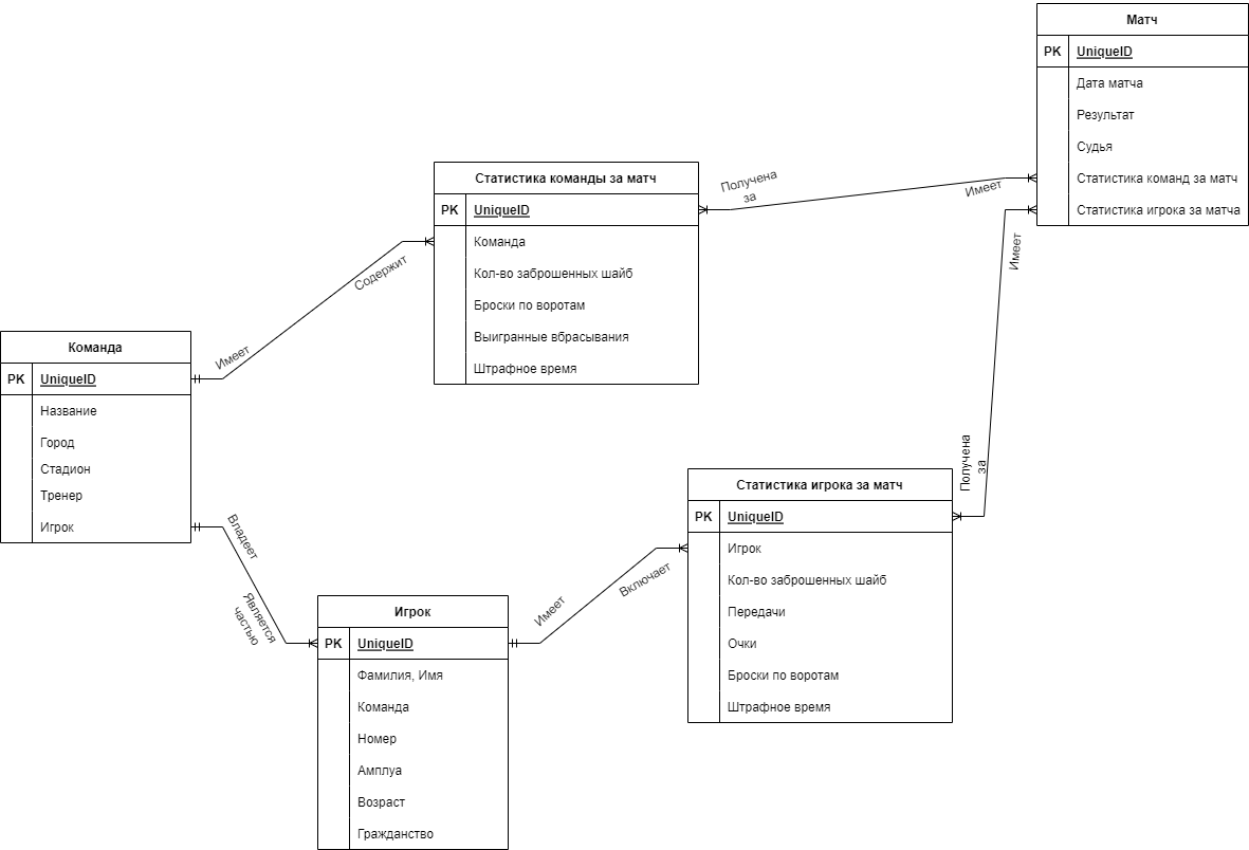 Матч
PK UniqueID
Дата матча
Результат
Судья
Статистика команд за матч
Статистика игрока за матча
Статистика команды за матч
PK UniqueID
Команда
Кол-во заброшенных шайб
Броски по воротам
Выигранные вбрасывания
Штрафное время
Получена
за
Имеет
Имеет
Получена
за
Содержит
Имеет
Команда
PK UniqueID
Название
Город
Стадион
Тренер
Игрок
Владеет
Является
частью
Игрок
PK UniqueID
Фамилия, Имя
Команда
Номер
Амплуа
Возраст
Гражданство
Имеет
Включает
Статистика игрока за матч
PK UniqueID
Игрок
Кол-во заброшенных шайб
Передачи
Очки
Броски по воротам
Штрафное время